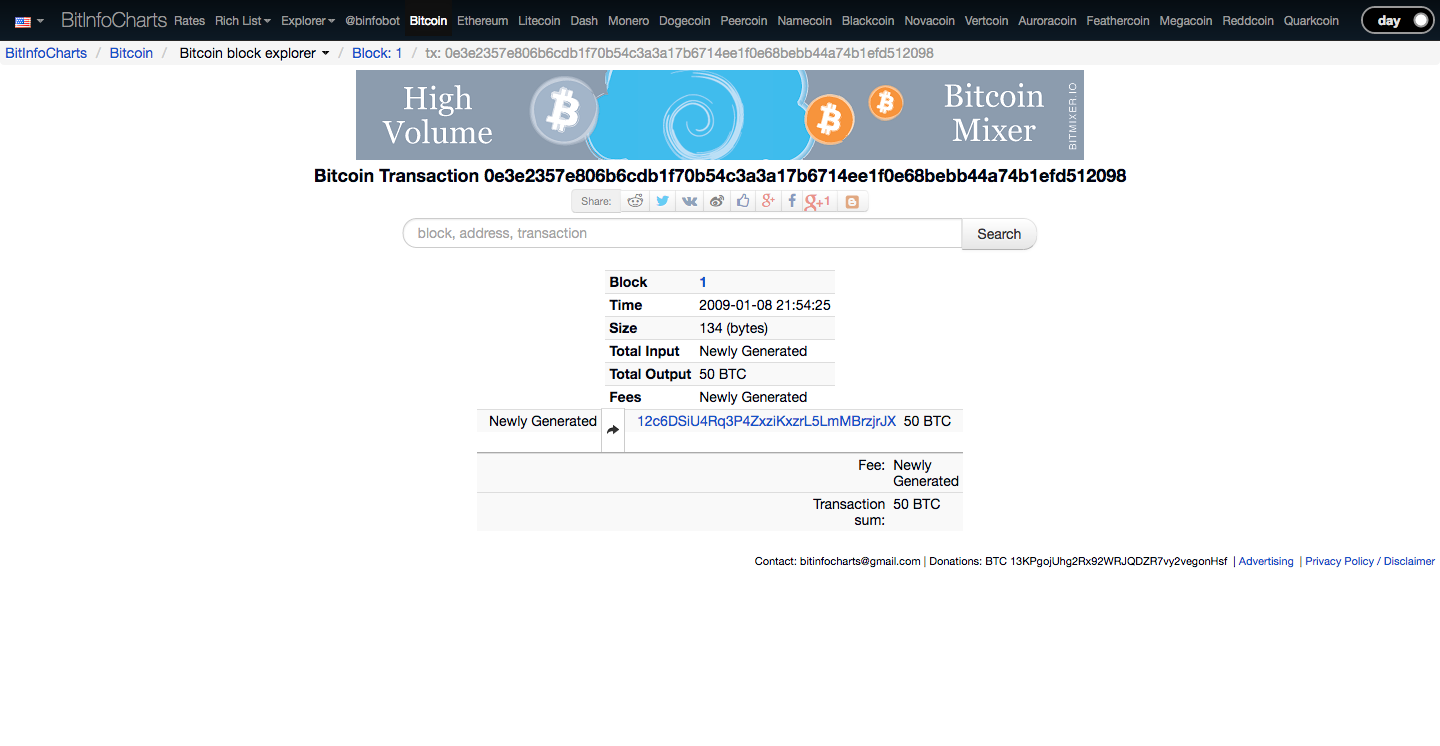 BitInfoCharts Rates Rich List Explorer @binfobot Bitcoin Ethereum Litecoin Dash Monero Dogecoin Peercoin Namecoin Blackcoin Novacoin Vertcoin Auroracoin Feathercoin Megacoin Reddcoin Quarkcoin day
BitInfoCharts / Bitcoin / Bitcoin block explorer / Block: 1 / tx: 0e3e2357e806b6cdb1f70b54c3a3a17b6714ee1f0e68bebb44a74b1efd512098
High
Volume
Bitcoin
Mixer
BITMIXER.IO
Bitcoin Transaction 0e3e2357e806b6cdb1f70b54c3a3a17b6714ee1f0e68bebb44a74b1efd512098
Share: g+ f g+1
block, address, transaction Search
Block 1
Time 2009-01-08 21:54:25
Size 134 (bytes)
Total Input Newly Generated
Total Output 50 BTC
Fees Newly Generated
Newly Generated 12c6DSiU4Rq3P4ZxziKxzrL5LmMBrzjrJX 50 BTC
Fee: Newly
Generated
Transaction 50 BTC
sum:
Contact: bitinfocharts@gmail.com | Donations: BTC 13KPgojUhg2Rx92WRJQDZR7vy2vegonHsf | Advertising | Privacy Policy / Disclaimer